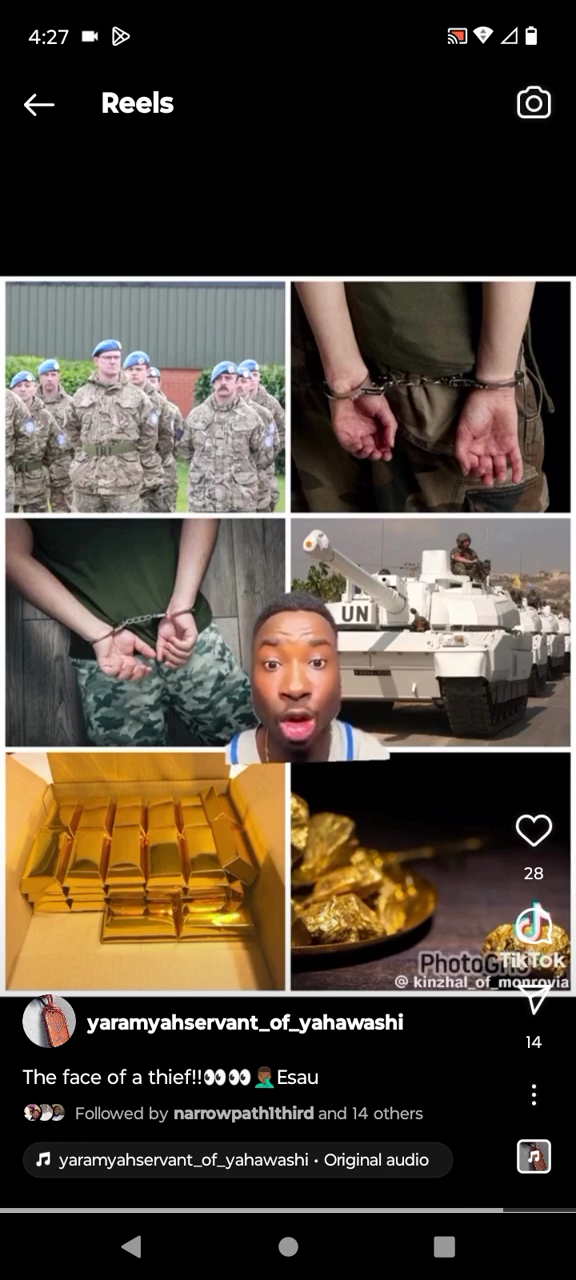 4:27
Reels
UN
28
TikTok
@ kinzhal_of_monrovia
yaramyahservant_of_yahawashi
14
The face of a thief!!👀👀🤦🏾‍♂️Esau
Followed by narrowpath1third and 14 others
yaramyahservant_of_yahawashi • Original audio